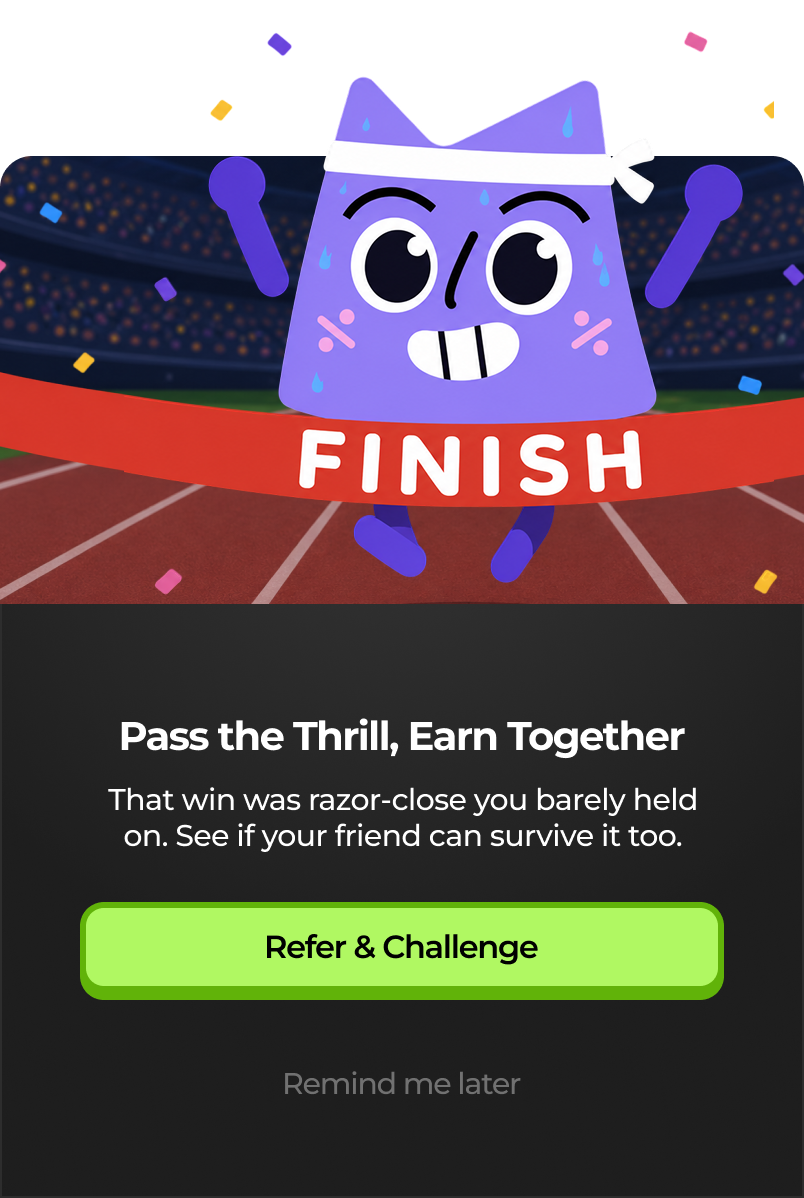 FINISH
Pass the Thrill, Earn Together
That win was razor-close you barely held
on. See if your friend can survive it too.
Refer & Challenge
Remind me later